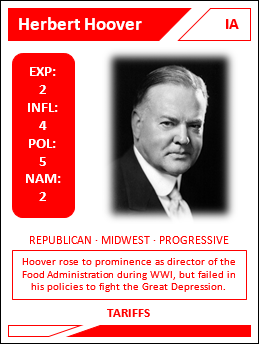 Herbert Hoover
IA
EXP:
2
INFL:
4
POL:
5
NAM:
2
REPUBLICAN · MIDWEST · PROGRESSIVE
Hoover rose to prominence as director of the
Food Administration during WWI, but failed in
his policies to fight the Great Depression.
TARIFFS